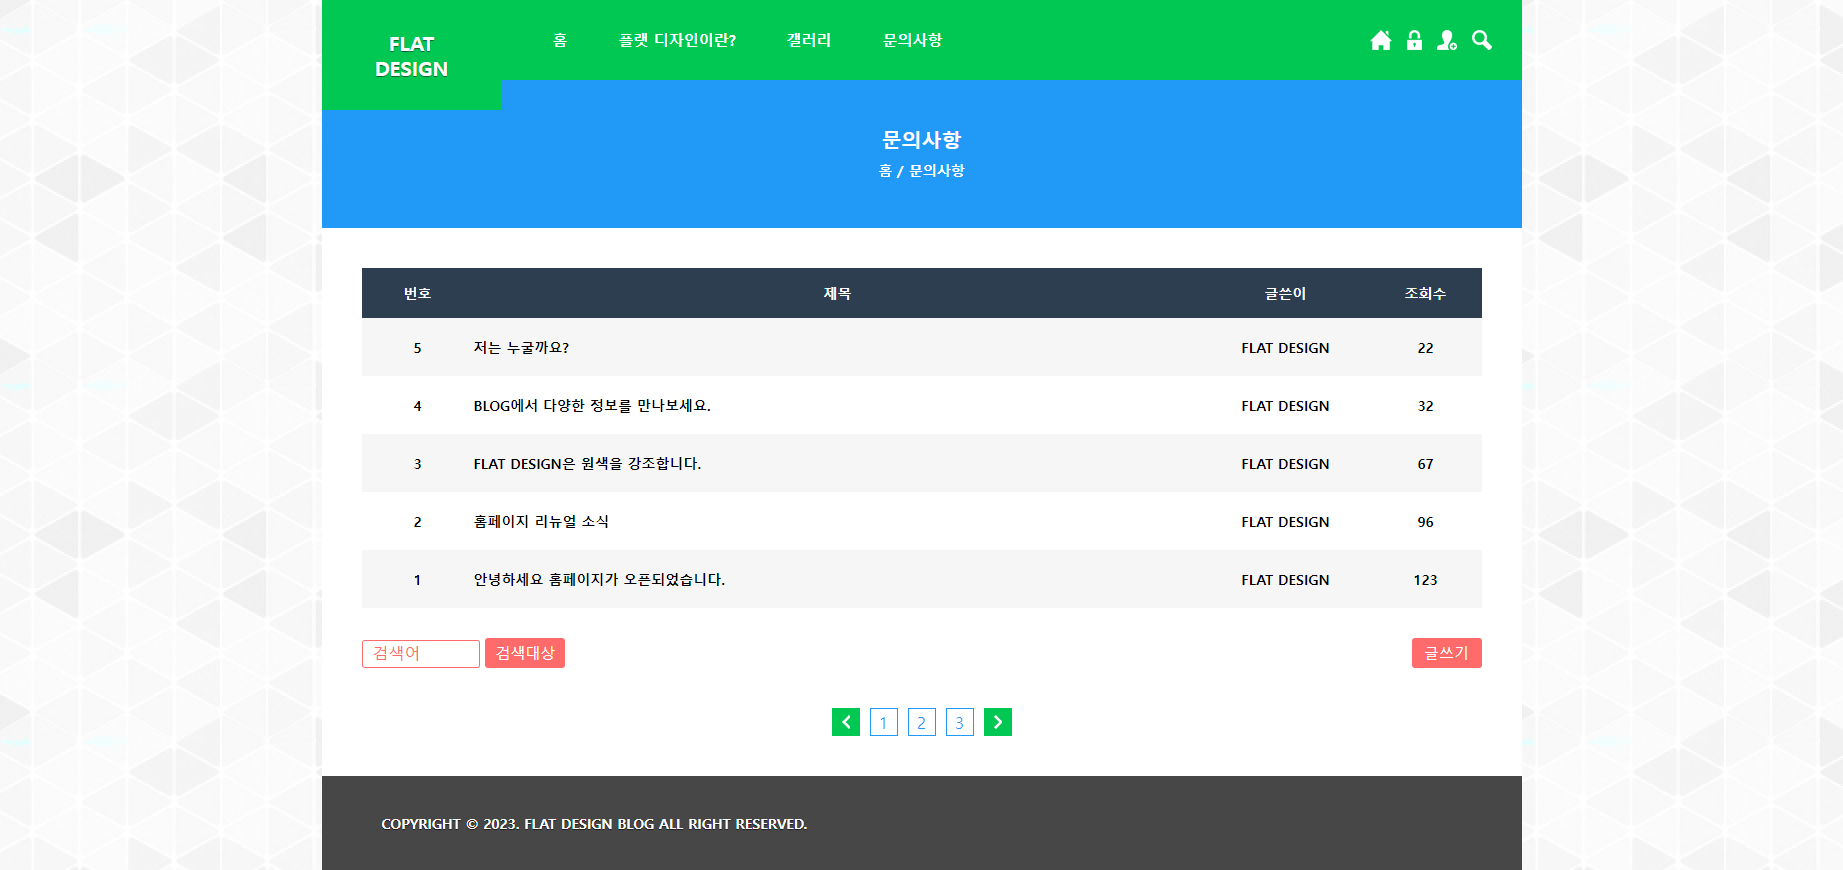 FLAT
DESIGN
홈 플렛 디자인이란? 갤러리 문의사항
문의사항
홈 / 문의사항
번호 제목 글쓴이 조회수
5 저는 누굴까요? FLAT DESIGN 22
4 BLOG에서 다양한 정보를 만나보세요. FLAT DESIGN 32
3 FLAT DESIGN은 원색을 강조합니다. FLAT DESIGN 67
2 홈페이지 리뉴얼 소식 FLAT DESIGN 96
1 안녕하세요 홈페이지가 오픈되었습니다. FLAT DESIGN 123
검색어 검색대상 글쓰기
1 2 3
COPYRIGHT © 2023. FLAT DESIGN BLOG ALL RIGHT RESERVED.